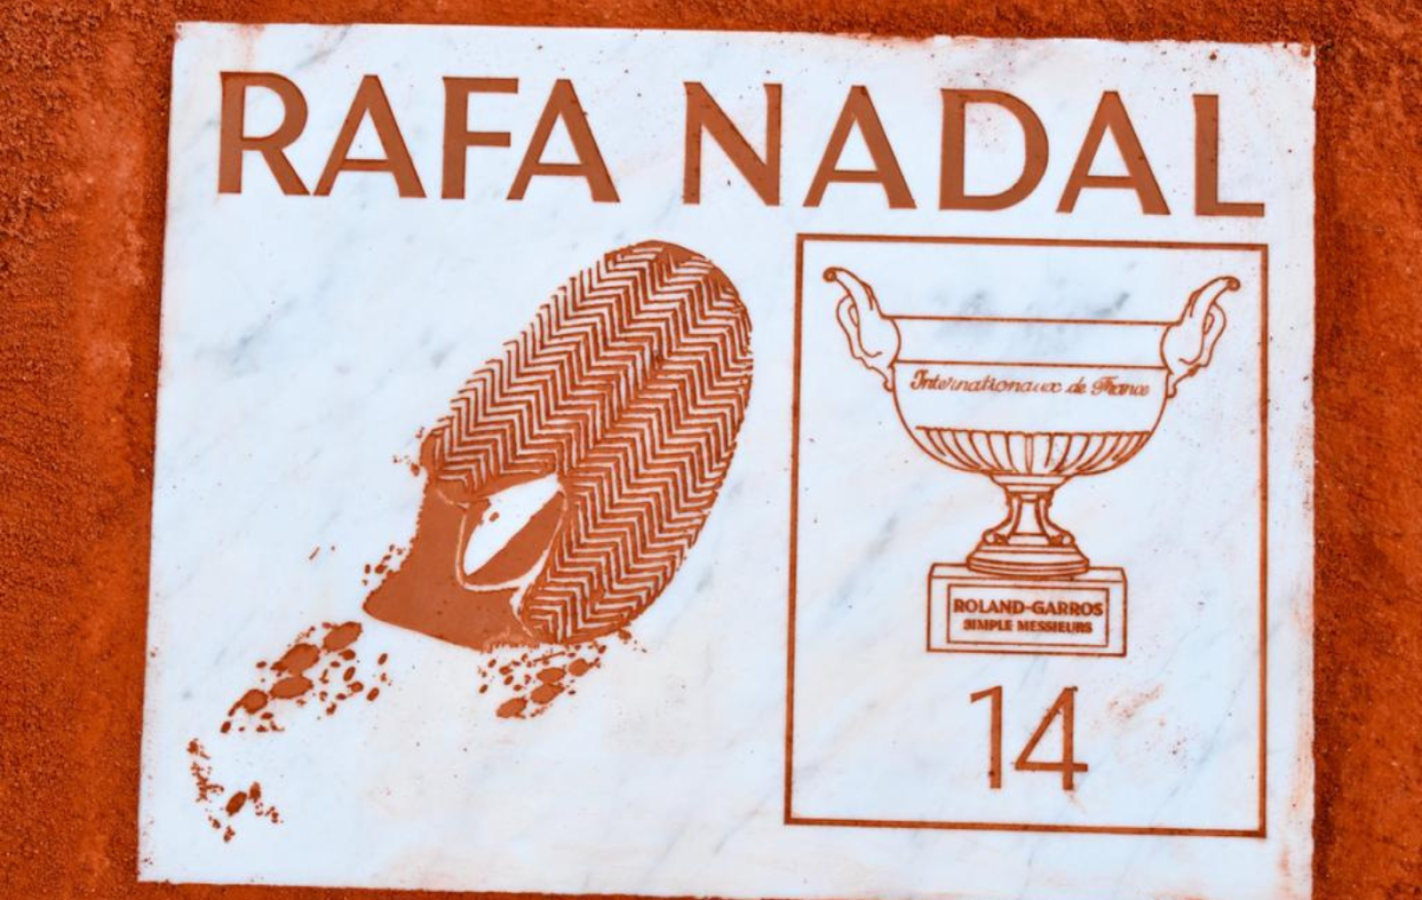 RAFA NADAL
Internationaux de France
ROLAND-GARROS
SIMPLE MESSIEURS
14